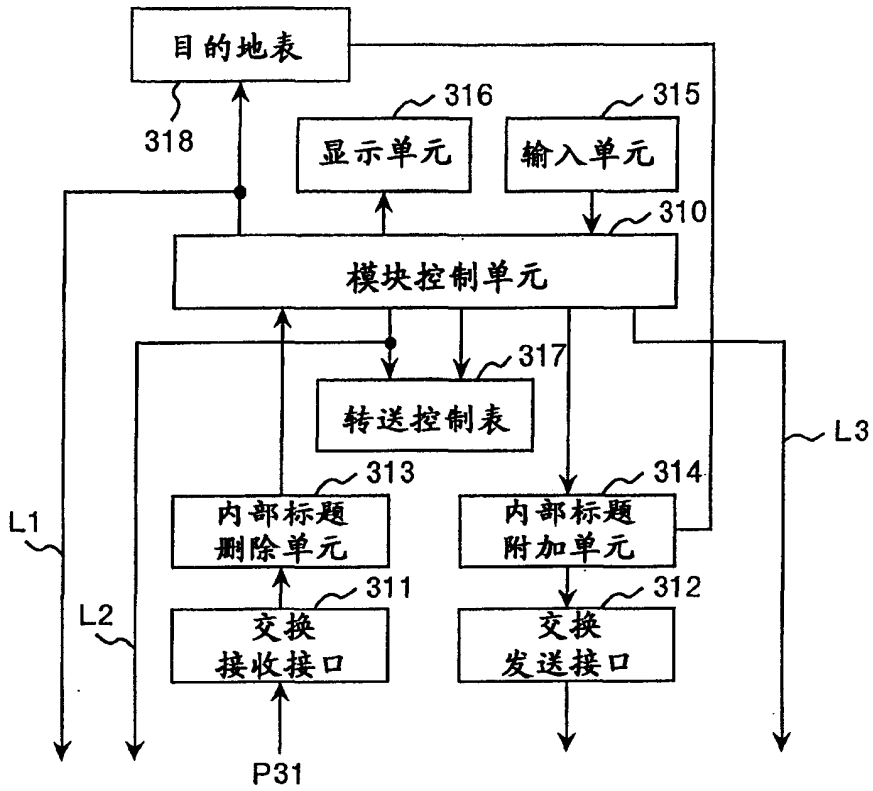 目的地表
318
316
显示单元
315
输入单元
310
模块控制单元
317
转送控制表
L3
313
内部标题
删除单元
314
内部标题
附加单元
L1
311
交换
接收接口
312
交换
发送接口
L2
P31